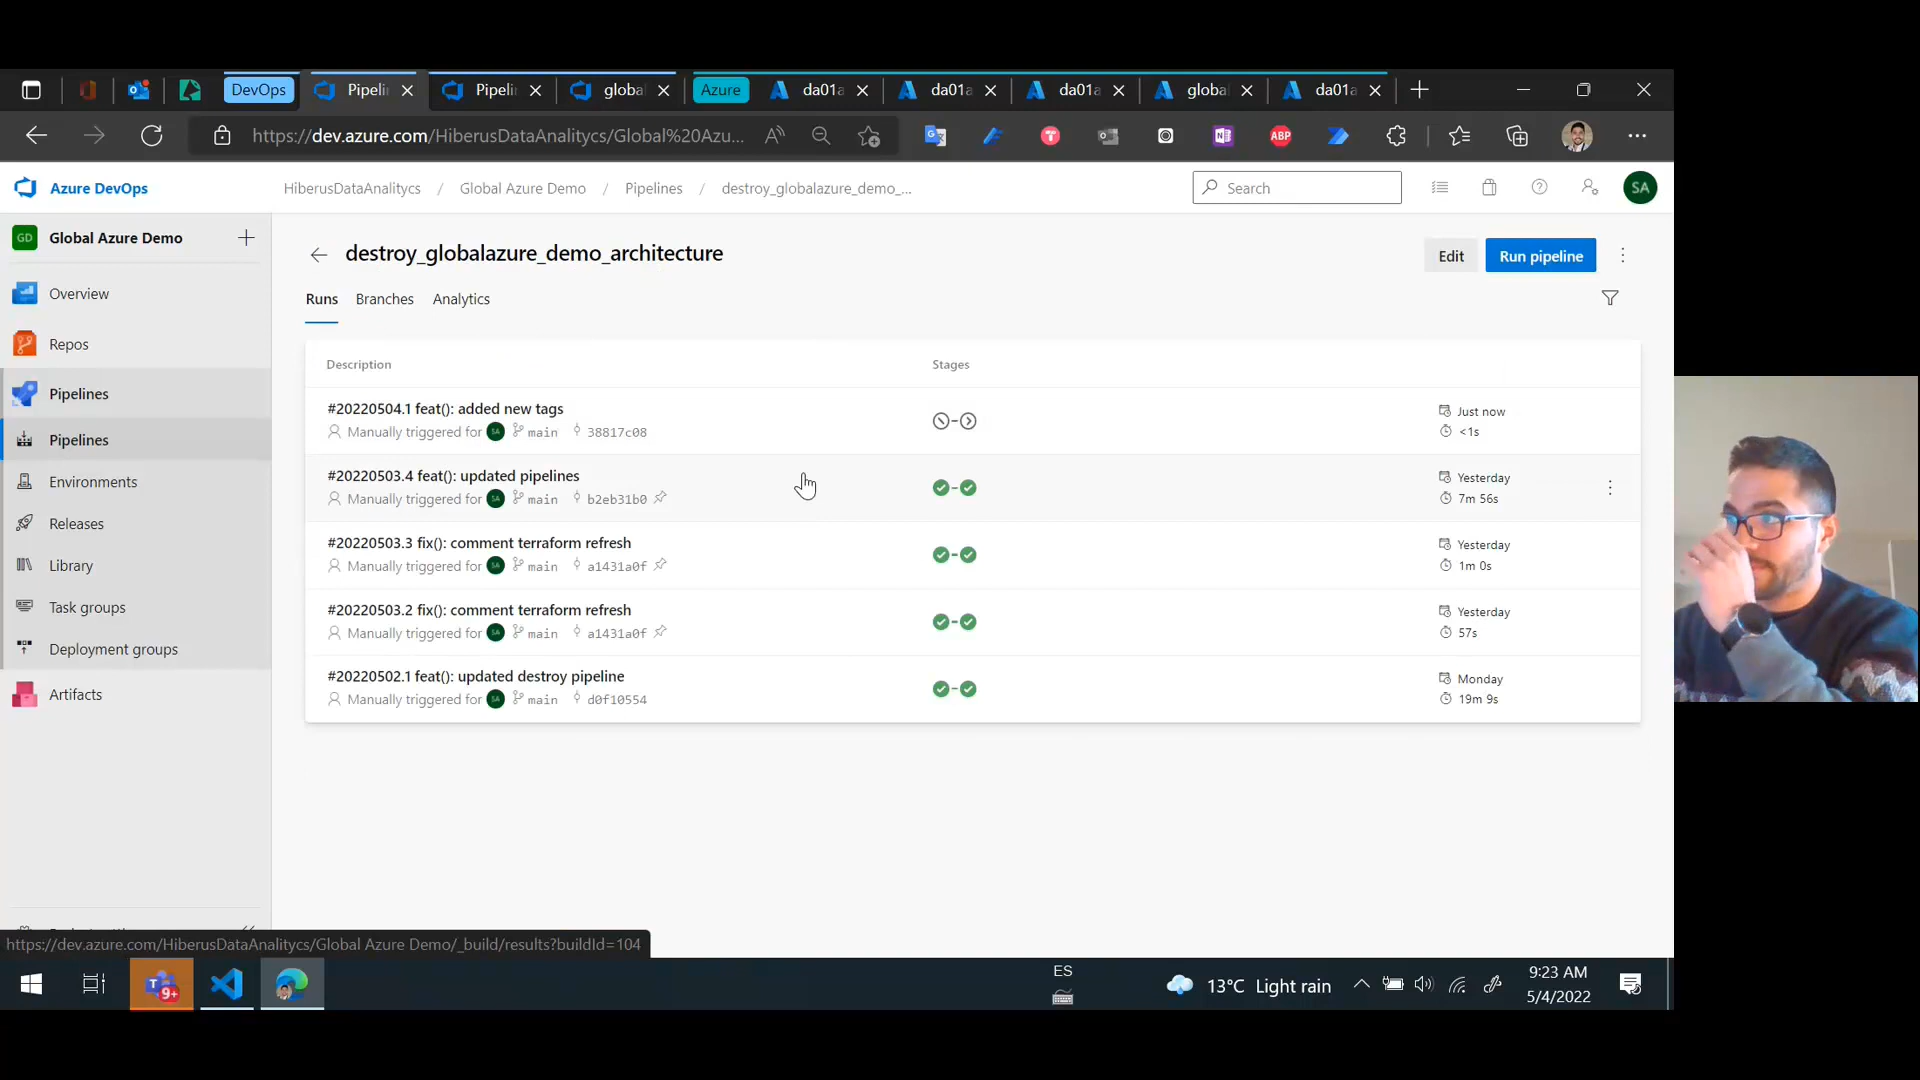 DevOps
Pipelin
Pipelin
global
Azure
da01a
da01a
da01a
global
da01a
https://dev.azure.com/HiberusDataAnalitycs/Global%20Azu...
ABP
Azure DevOps
HiberusDataAnalitycs / Global Azure Demo / Pipelines / destroy_globalazure_demo_...
Search
SA
GD
Global Azure Demo
Overview
Repos
Pipelines
Pipelines
Environments
Releases
Library
Task groups
Deployment groups
Artifacts
destroy_globalazure_demo_architecture
Edit
Run pipeline
Runs
Branches
Analytics
Description
Stages
#20220504.1 feat(): added new tags
Manually triggered for SA main 38817c08
Just now
<1s
#20220503.4 feat(): updated pipelines
Manually triggered for SA main b2eb31b0
Yesterday
7m 56s
#20220503.3 fix(): comment terraform refresh
Manually triggered for SA main a1431a0f
Yesterday
1m 0s
#20220503.2 fix(): comment terraform refresh
Manually triggered for SA main a1431a0f
Yesterday
57s
#20220502.1 feat(): updated destroy pipeline
Manually triggered for SA main d0f10554
Monday
19m 9s
https://dev.azure.com/HiberusDataAnalitycs/Global Azure Demo/_build/results?buildId=104
9+
ES
13°C Light rain
9:23 AM
5/4/2022